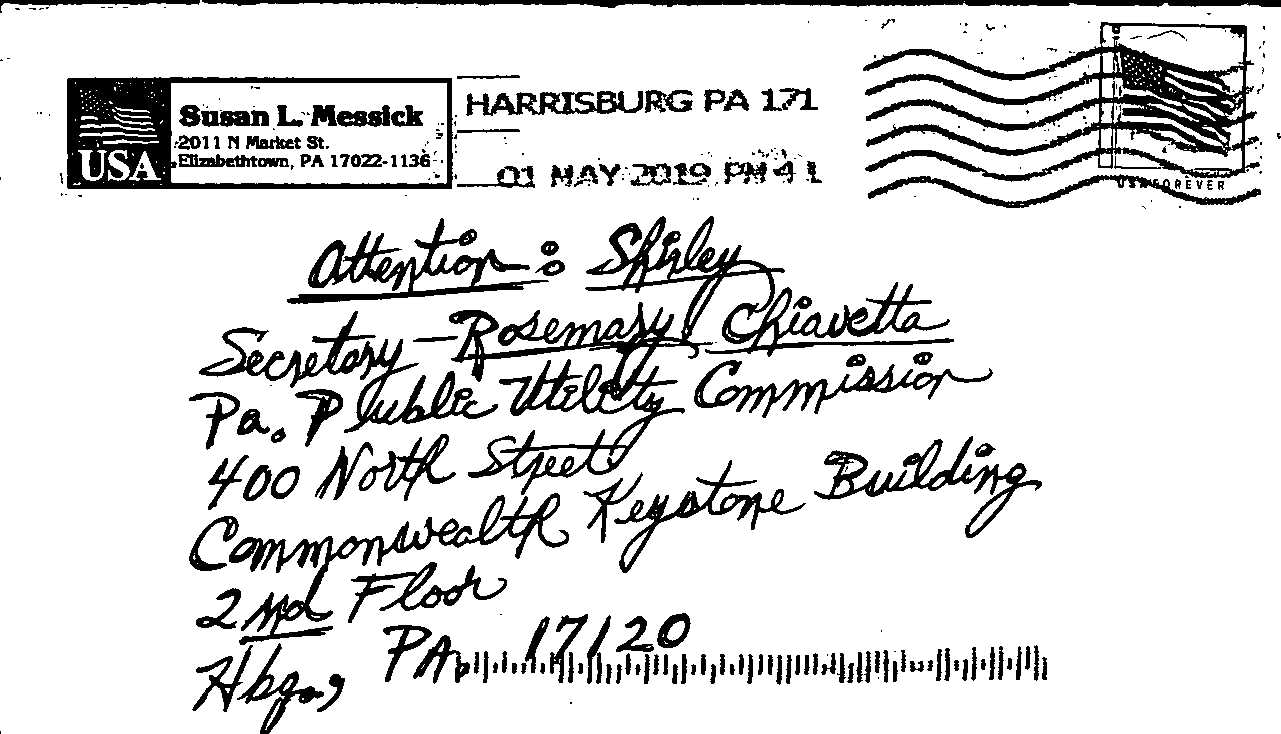 Susan L. Messick
2011 N Market St.
Elizabethtown, PA 17022-1136
USA
HARRISBURG PA 171
01 MAY 2019 PM 4 L
USA FOREVER
Attention: Shirley
Secretary - Rosemary Chiavetta
Pa. Public Utility Commission
400 North Street
Commonwealth Keystone Building
2nd Floor
Hbg., PA. 17120